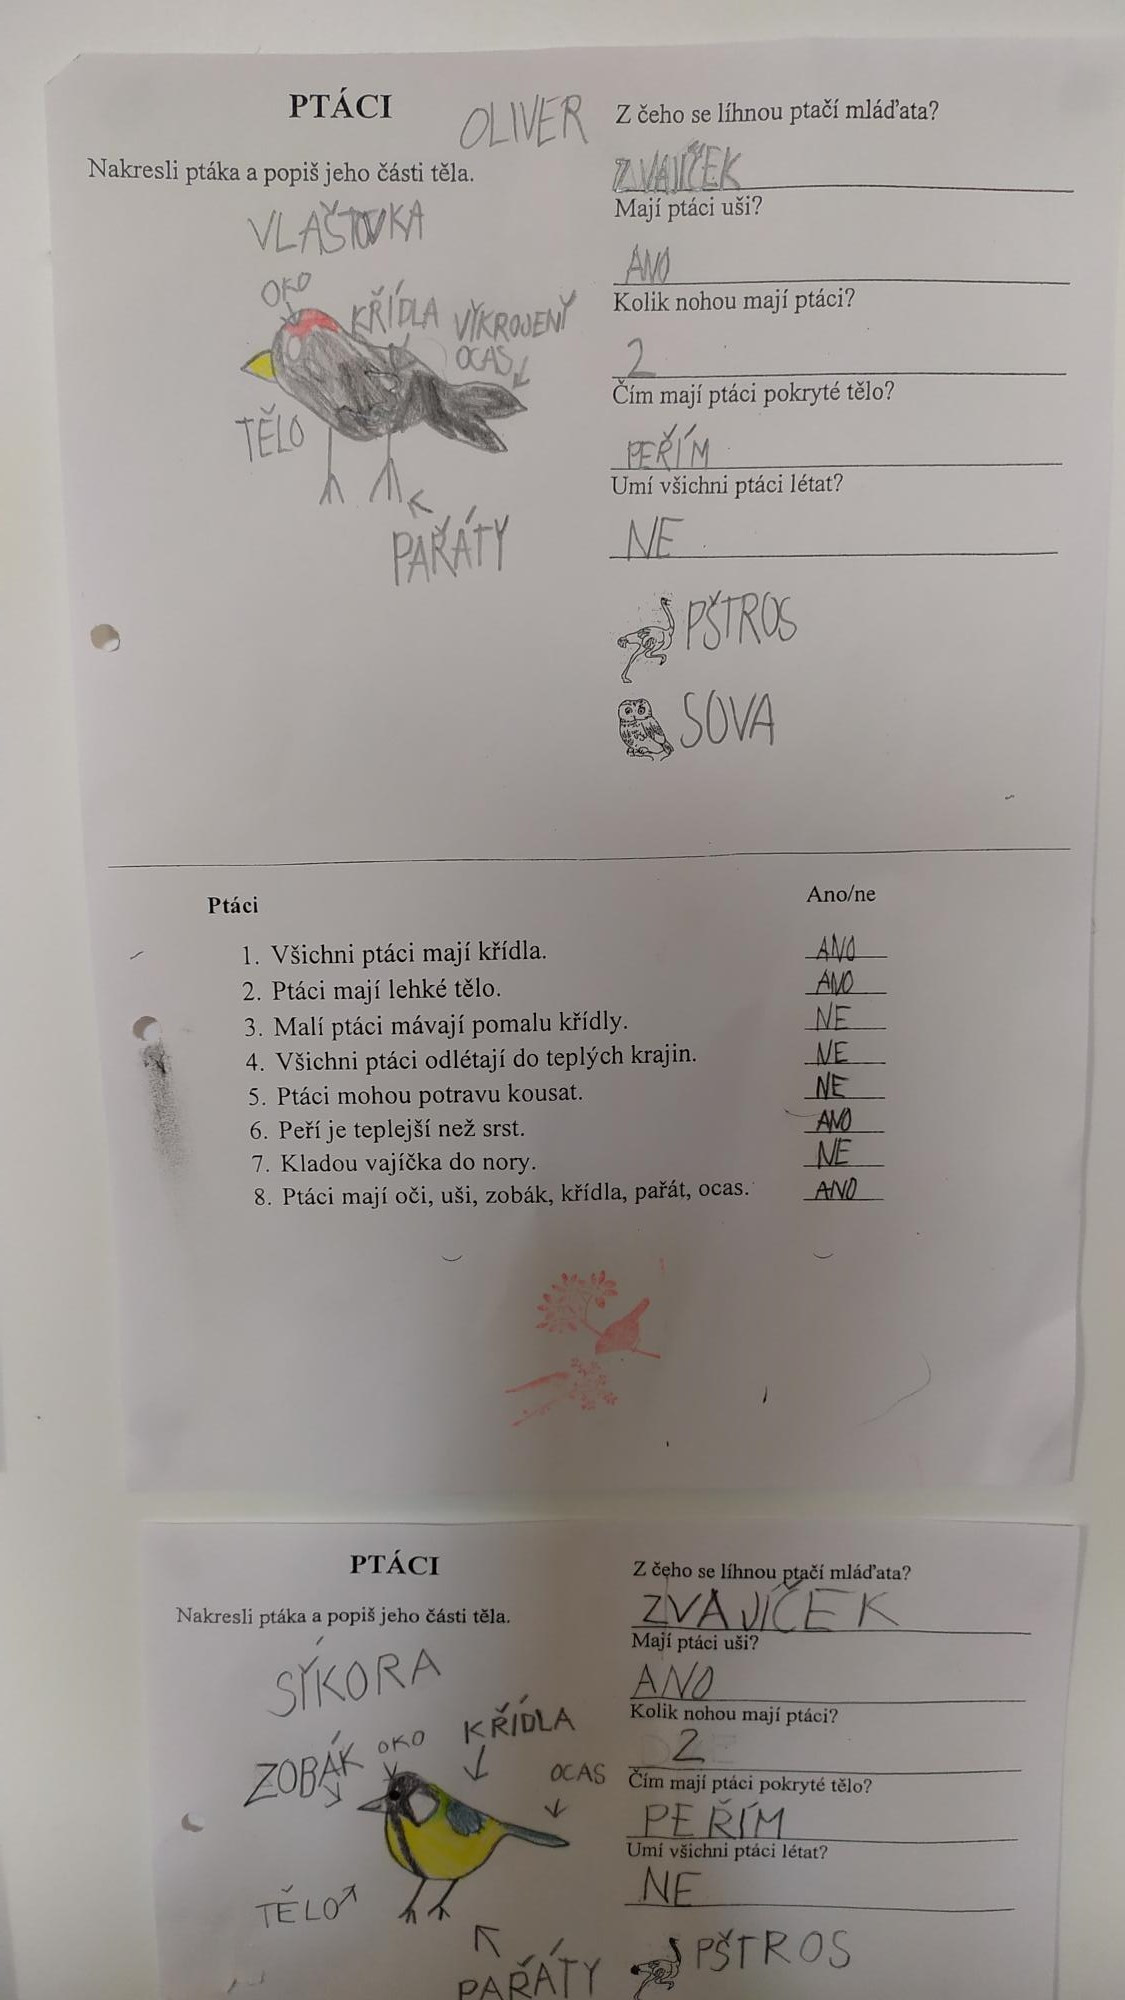 PTÁCI
OLIVER
Nakresli ptáka a popiš jeho části těla.
VLAŠTOVKA
OKO
KŘÍDLA
VYKROJENÝ
OCAS
TĚLO
PAŘÁTY
Z čeho se líhnou ptačí mláďata?
Z VAJÍČEK
Mají ptáci uši?
ANO
Kolik nohou mají ptáci?
2
Čím mají ptáci pokryté tělo?
PEŘÍM
Umí všichni ptáci létat?
NE
PŠTROS
SOVA
Ptáci
Ano/ne
1. Všichni ptáci mají křídla. ANO
2. Ptáci mají lehké tělo. ANO
3. Malí ptáci mávají pomalu křídly. NE
4. Všichni ptáci odlétají do teplých krajin. NE
5. Ptáci mohou potravu kousat. NE
6. Peří je teplejší než srst. ANO
7. Kladou vajíčka do nory. NE
8. Ptáci mají oči, uši, zobák, křídla, pařát, ocas. ANO
PTÁCI
Nakresli ptáka a popiš jeho části těla.
SÝKORA
ZOBÁK
OKO
KŘÍDLA
OCAS
TĚLO
PAŘÁTY
Z čeho se líhnou ptačí mláďata?
Z VAJÍČEK
Mají ptáci uši?
ANO
Kolik nohou mají ptáci?
2
Čím mají ptáci pokryté tělo?
PEŘÍM
Umí všichni ptáci létat?
NE
PŠTROS